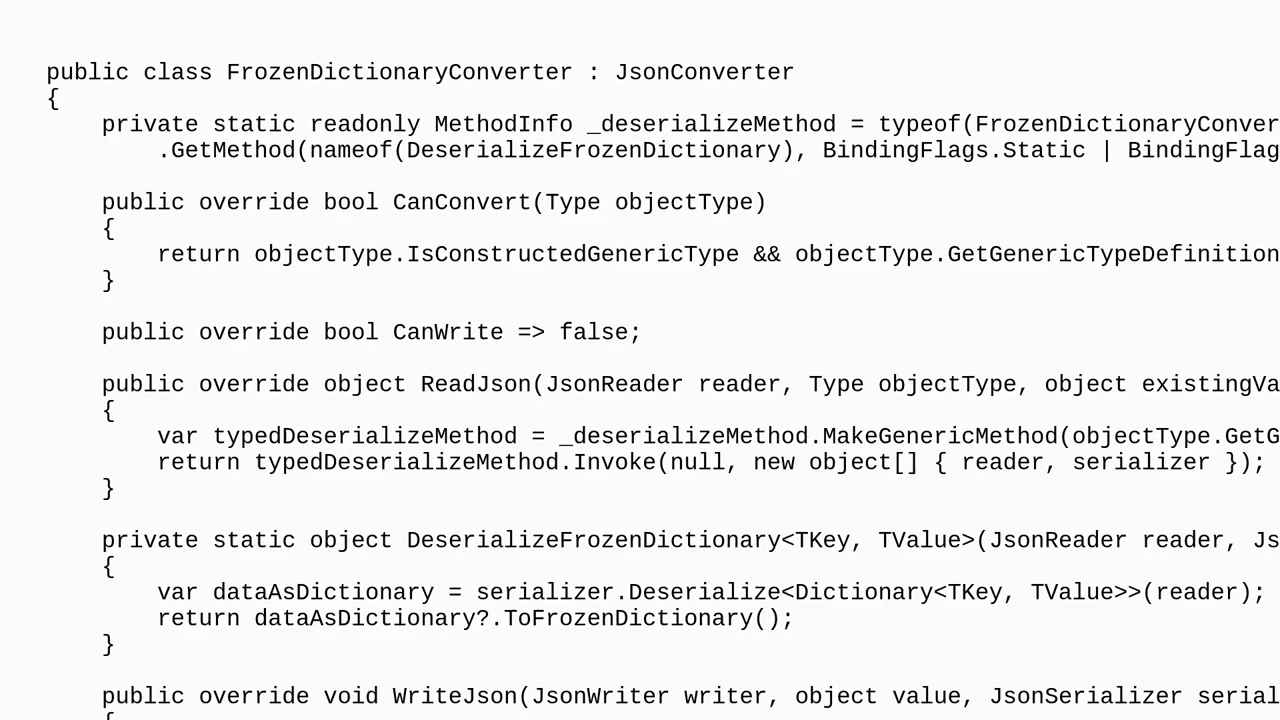 public class FrozenDictionaryConverter : JsonConverter
{
    private static readonly MethodInfo _deserializeMethod = typeof(FrozenDictionaryConver
        .GetMethod(nameof(DeserializeFrozenDictionary), BindingFlags.Static | BindingFlag
    public override bool CanConvert(Type objectType)
    {
        return objectType.IsConstructedGenericType && objectType.GetGenericTypeDefinition
    }
    public override bool CanWrite => false;
    public override object ReadJson(JsonReader reader, Type objectType, object existingVa
    {
        var typedDeserializeMethod = _deserializeMethod.MakeGenericMethod(objectType.GetG
        return typedDeserializeMethod.Invoke(null, new object[] { reader, serializer });
    }
    private static object DeserializeFrozenDictionary<TKey, TValue>(JsonReader reader, Js
    {
        var dataAsDictionary = serializer.Deserialize<Dictionary<TKey, TValue>>(reader);
        return dataAsDictionary?.ToFrozenDictionary();
    }
    public override void WriteJson(JsonWriter writer, object value, JsonSerializer serial
    {